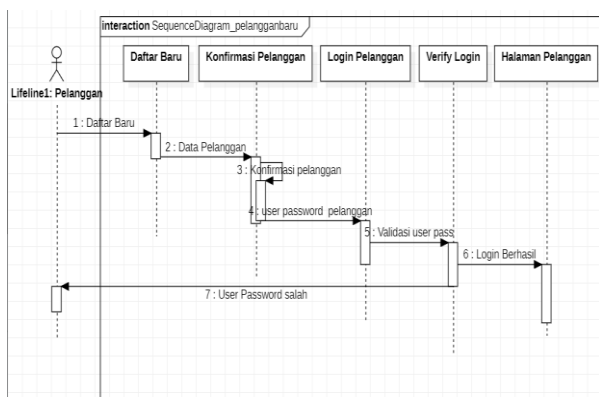 interaction SequenceDiagram_pelangganbaru
Daftar Baru
Konfirmasi Pelanggan
Login Pelanggan
Verify Login
Halaman Pelanggan
Lifeline1: Pelanggan
1 : Daftar Baru
2 : Data Pelanggan
3 : Konfirmasi pelanggan
4 : user password pelanggan
5 : Validasi user pass
6 : Login Berhasil
7 : User Password salah